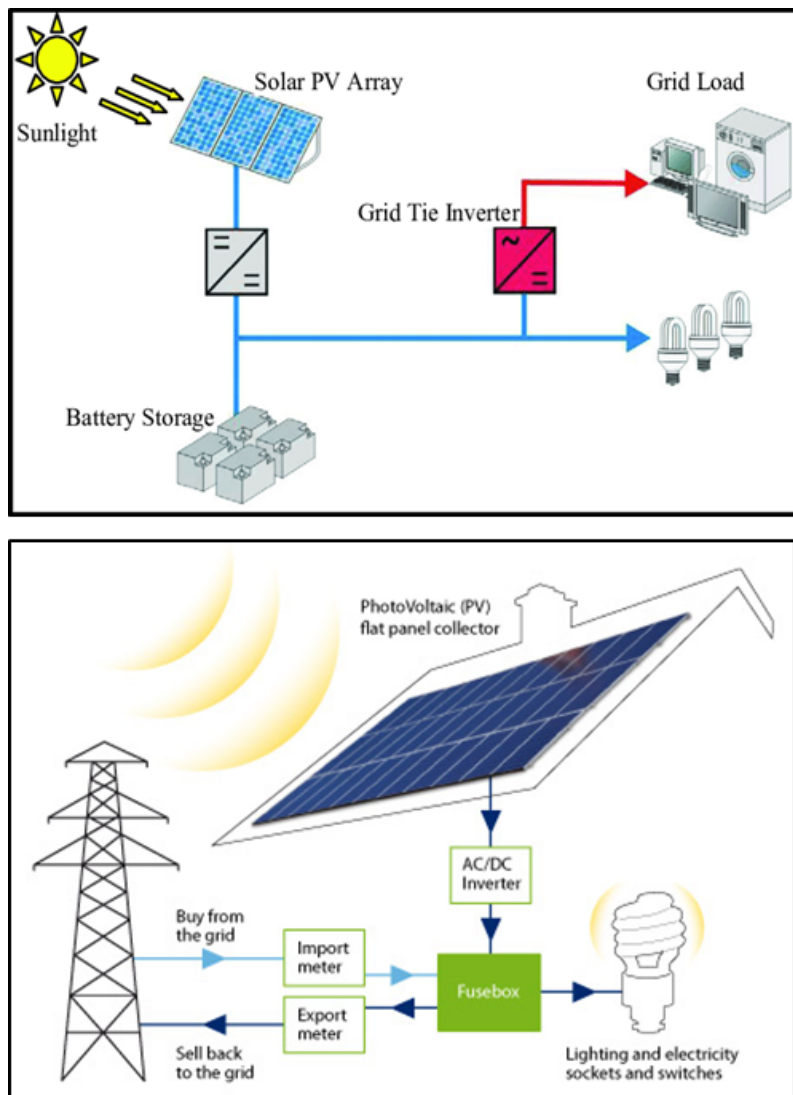 Solar PV Array
Grid Load
Sunlight
Grid Tie Inverter
Battery Storage
PhotoVoltaic (PV)
flat panel collector
AC/DC
Inverter
Buy from
the grid
Import
meter
Fusebox
Export
meter
Sell back
to the grid
Lighting and electricity
sockets and switches